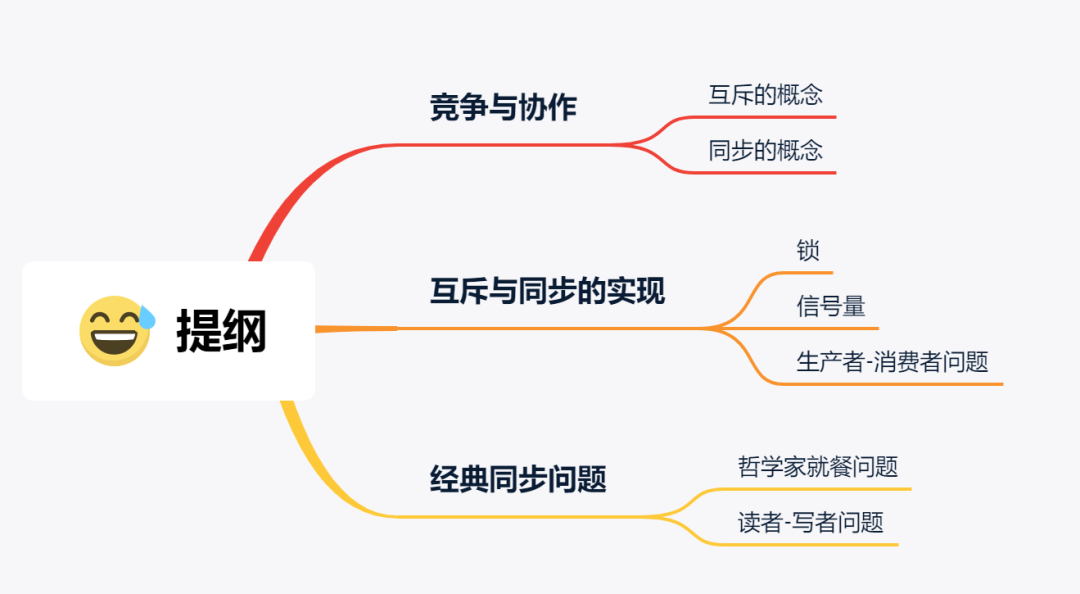 提纲
竞争与协作
互斥的概念
同步的概念
互斥与同步的实现
锁
信号量
生产者-消费者问题
经典同步问题
哲学家就餐问题
读者-写者问题